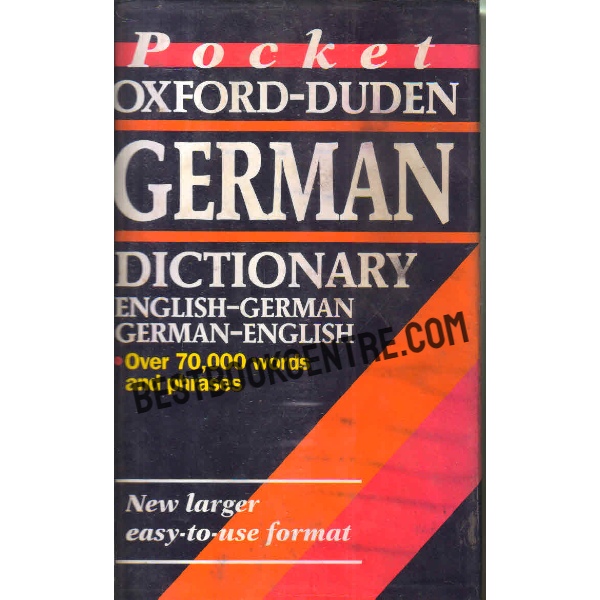 Pocket
OXFORD-DUDEN
GERMAN
DICTIONARY
ENGLISH-GERMAN
GERMAN-ENGLISH
• Over 70,000 words
and phrases
BESTBOOKCENTRE.COM
New larger
easy-to-use format